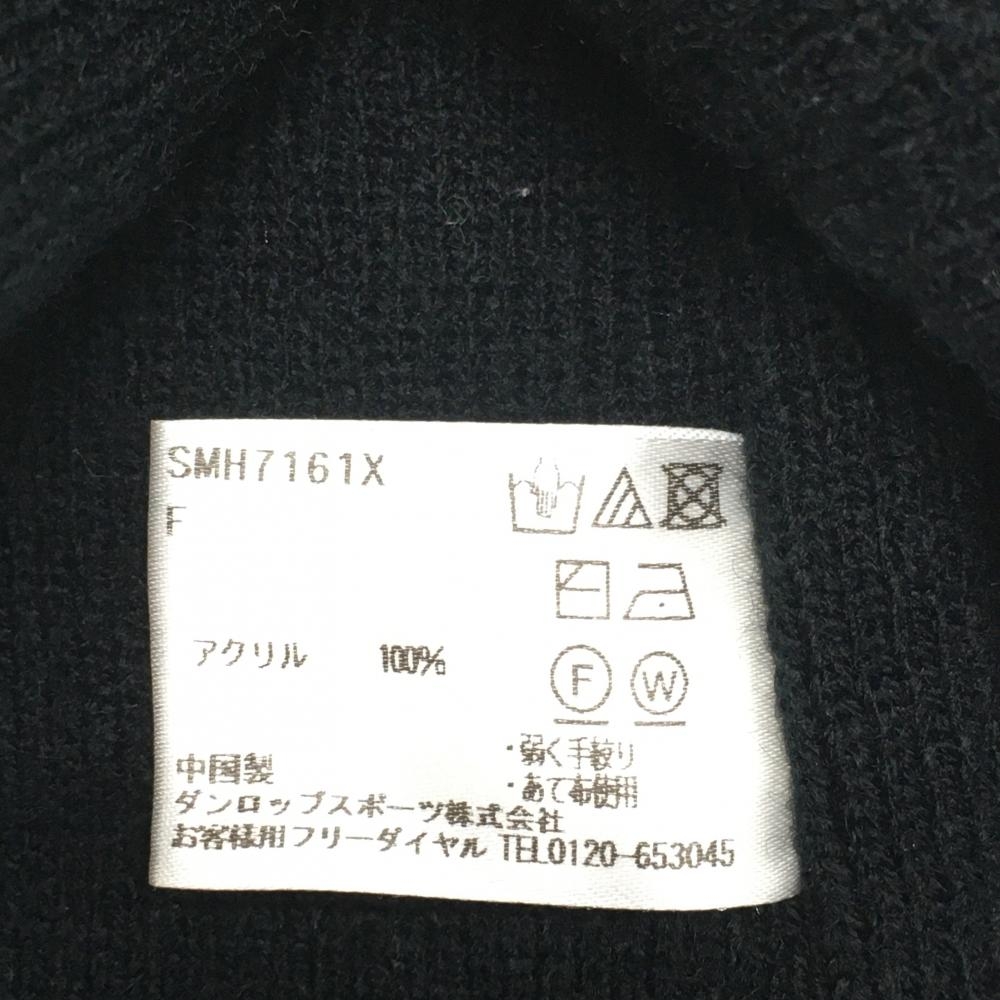 SMH7161X
F
アクリル 100%
F W
・弱く手絞り
・あて布使用
中国製
ダンロップスポーツ株式会社
お客様用フリーダイヤル TEL0120-653045